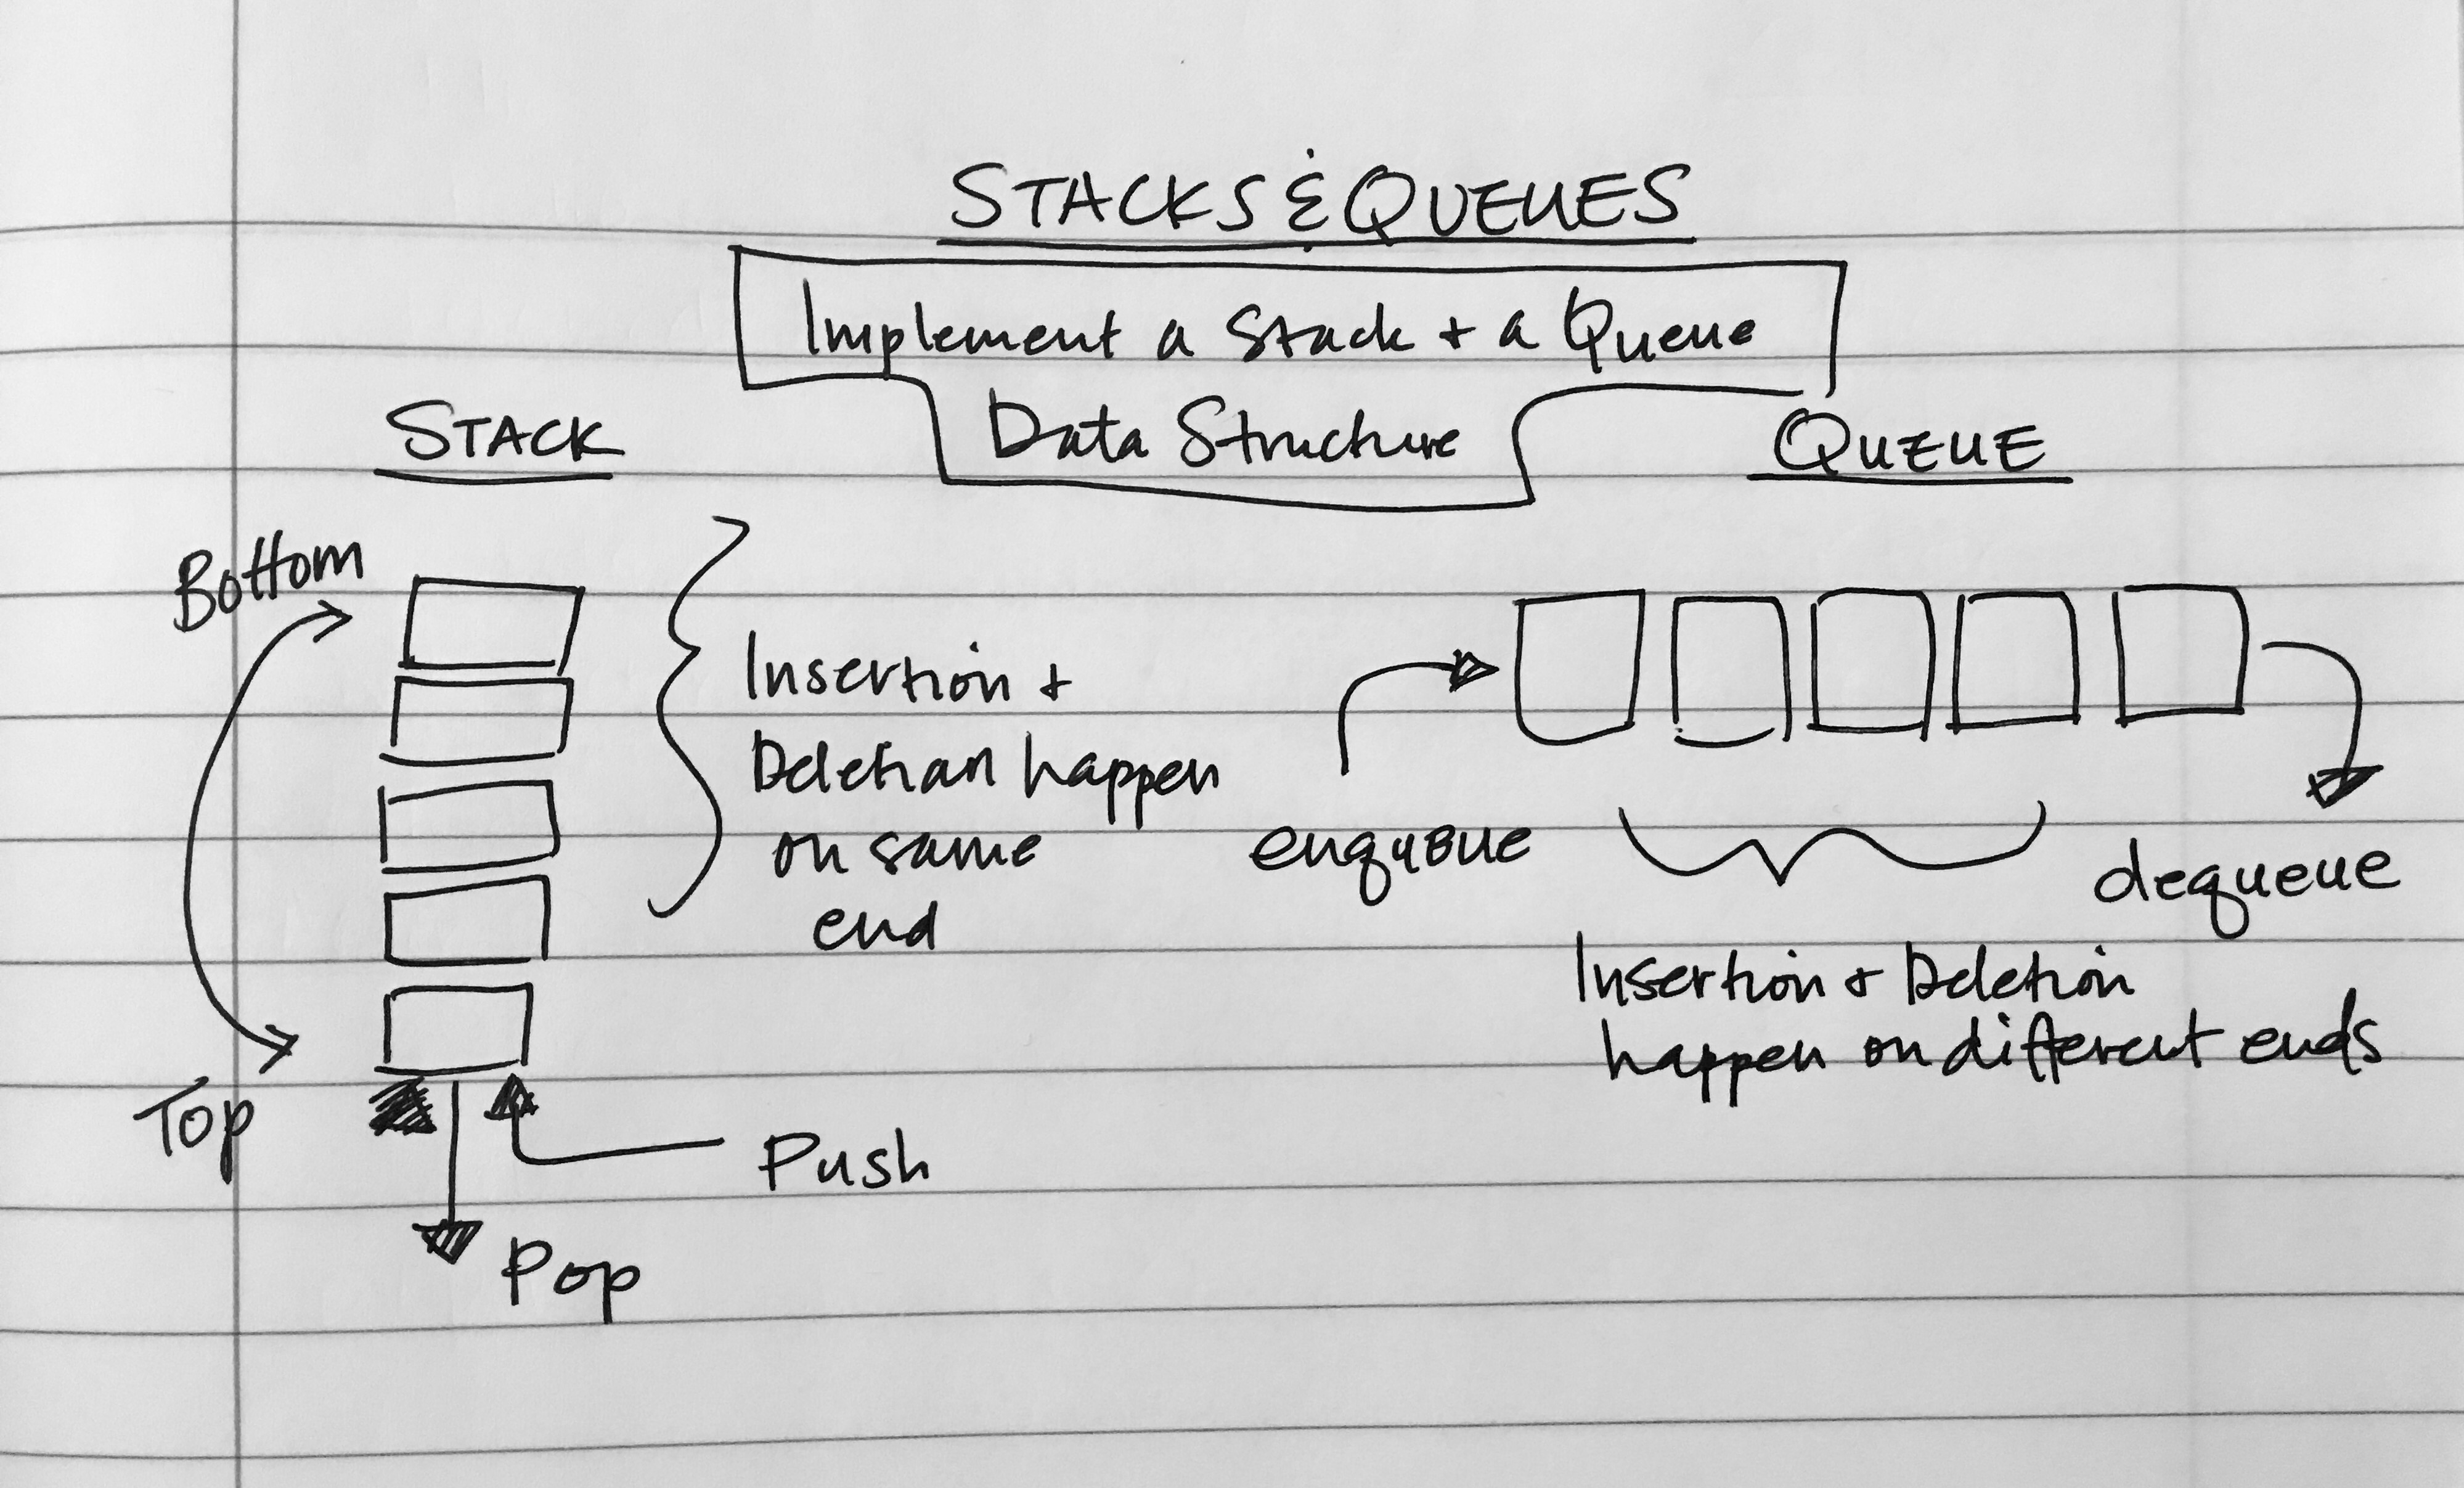 STACKS & QUEUES
Implement a Stack + a Queue
Data Structure
STACK
Bottom
Insertion +
Deletion happen
on same
end
Top
Push
Pop
QUEUE
enqueue
dequeue
Insertion + Deletion
happen on different ends